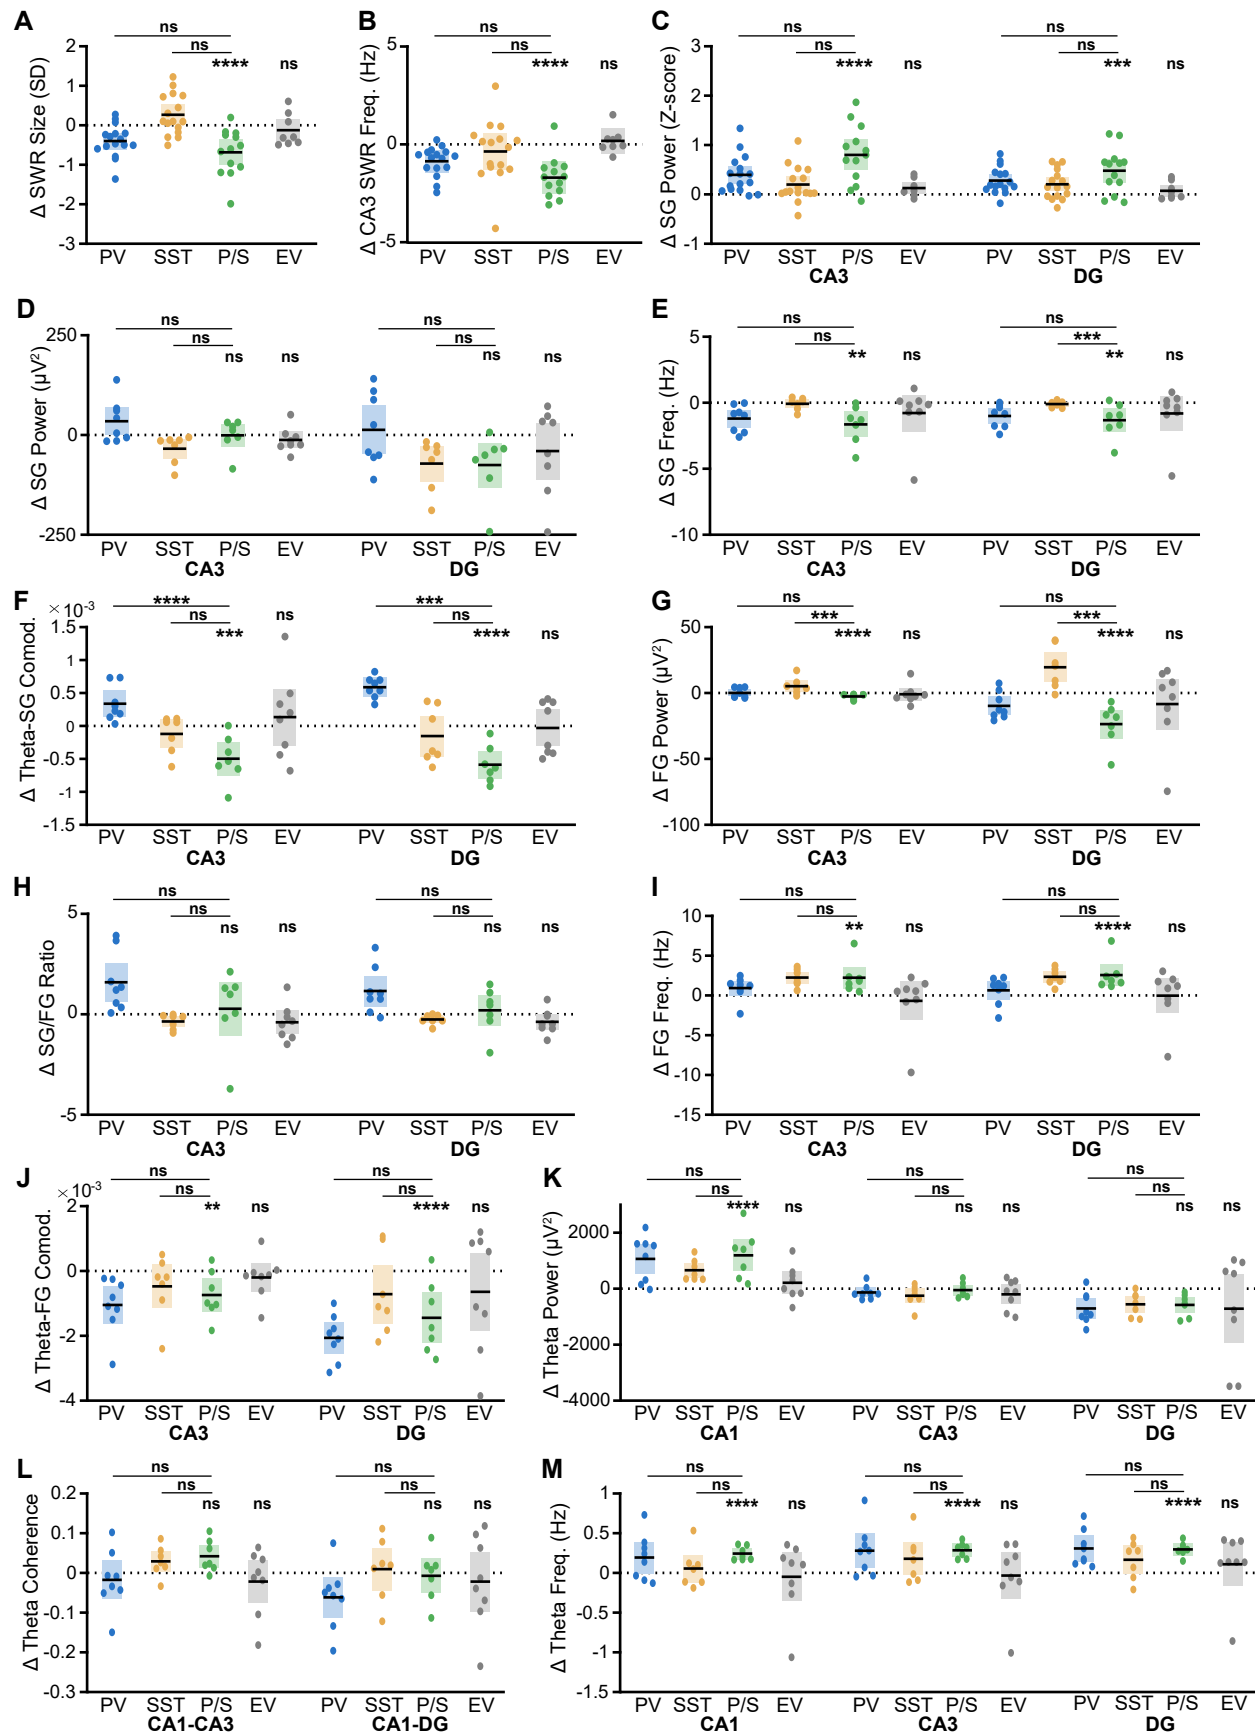 A
ns
ns
****
ns
Δ SWR Size (SD)
2
1
0
-1
-2
-3
PV SST P/S EV
B
ns
ns
****
ns
Δ CA3 SWR Freq. (Hz)
5
0
-5
PV SST P/S EV
C
ns
ns
****
ns
ns
ns
***
ns
Δ SG Power (Z-score)
3
2
1
0
-1
PV SST P/S EV PV SST P/S EV
CA3 DG
D
ns
ns
ns
ns
ns
ns
ns
ns
Δ SG Power (µV²)
250
0
-250
PV SST P/S EV PV SST P/S EV
CA3 DG
E
ns
ns
**
ns
ns
***
**
ns
Δ SG Freq. (Hz)
5
0
-5
-10
PV SST P/S EV PV SST P/S EV
CA3 DG
F
×10⁻³
****
ns
***
ns
***
ns
****
ns
Δ Theta-SG Comod.
1.5
1
0.5
0
-0.5
-1
-1.5
PV SST P/S EV PV SST P/S EV
CA3 DG
G
ns
***
****
ns
ns
***
****
ns
Δ FG Power (µV²)
50
0
-50
-100
PV SST P/S EV PV SST P/S EV
CA3 DG
H
ns
ns
ns
ns
ns
ns
ns
ns
Δ SG/FG Ratio
5
0
-5
PV SST P/S EV PV SST P/S EV
CA3 DG
I
ns
ns
**
ns
ns
ns
****
ns
Δ FG Freq. (Hz)
10
5
0
-5
-10
-15
PV SST P/S EV PV SST P/S EV
CA3 DG
J
×10⁻³
ns
ns
**
ns
ns
ns
****
ns
Δ Theta-FG Comod.
2
0
-2
-4
PV SST P/S EV PV SST P/S EV
CA3 DG
K
ns
ns
****
ns
ns
ns
ns
ns
ns
ns
ns
ns
Δ Theta Power (µV²)
2000
0
-2000
-4000
PV SST P/S EV PV SST P/S EV PV SST P/S EV
CA1 CA3 DG
L
ns
ns
ns
ns
ns
ns
ns
ns
Δ Theta Coherence
0.2
0.1
0
-0.1
-0.2
-0.3
PV SST P/S EV PV SST P/S EV
CA1-CA3 CA1-DG
M
ns
ns
****
ns
ns
ns
****
ns
ns
ns
****
ns
Δ Theta Freq. (Hz)
1
0.5
0
-0.5
-1
-1.5
PV SST P/S EV PV SST P/S EV PV SST P/S EV
CA1 CA3 DG